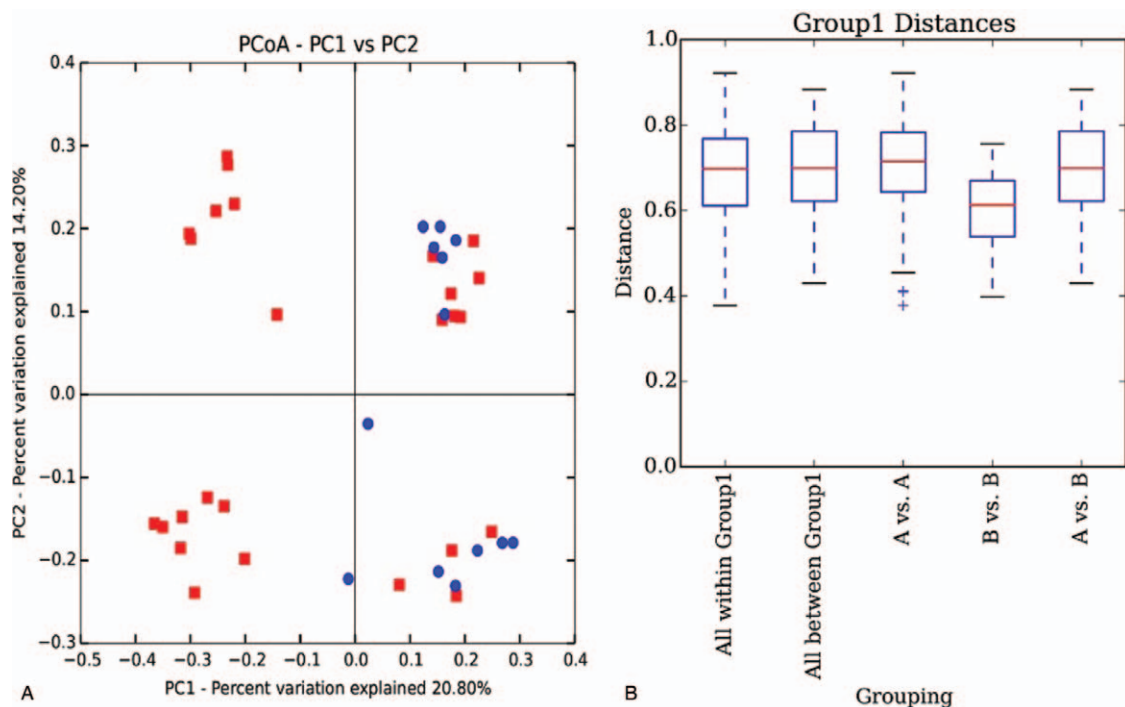 PCoA - PC1 vs PC2
0.4
0.3
0.2
0.1
0.0
−0.1
−0.2
−0.3
PC2 - Percent variation explained 14.20%
−0.5 −0.4 −0.3 −0.2 −0.1 0.0 0.1 0.2 0.3 0.4
PC1 - Percent variation explained 20.80%
A
Group1 Distances
1.0
0.8
0.6
0.4
0.2
0.0
Distance
All within Group1
All between Group1
A vs. A
B vs. B
A vs. B
Grouping
B